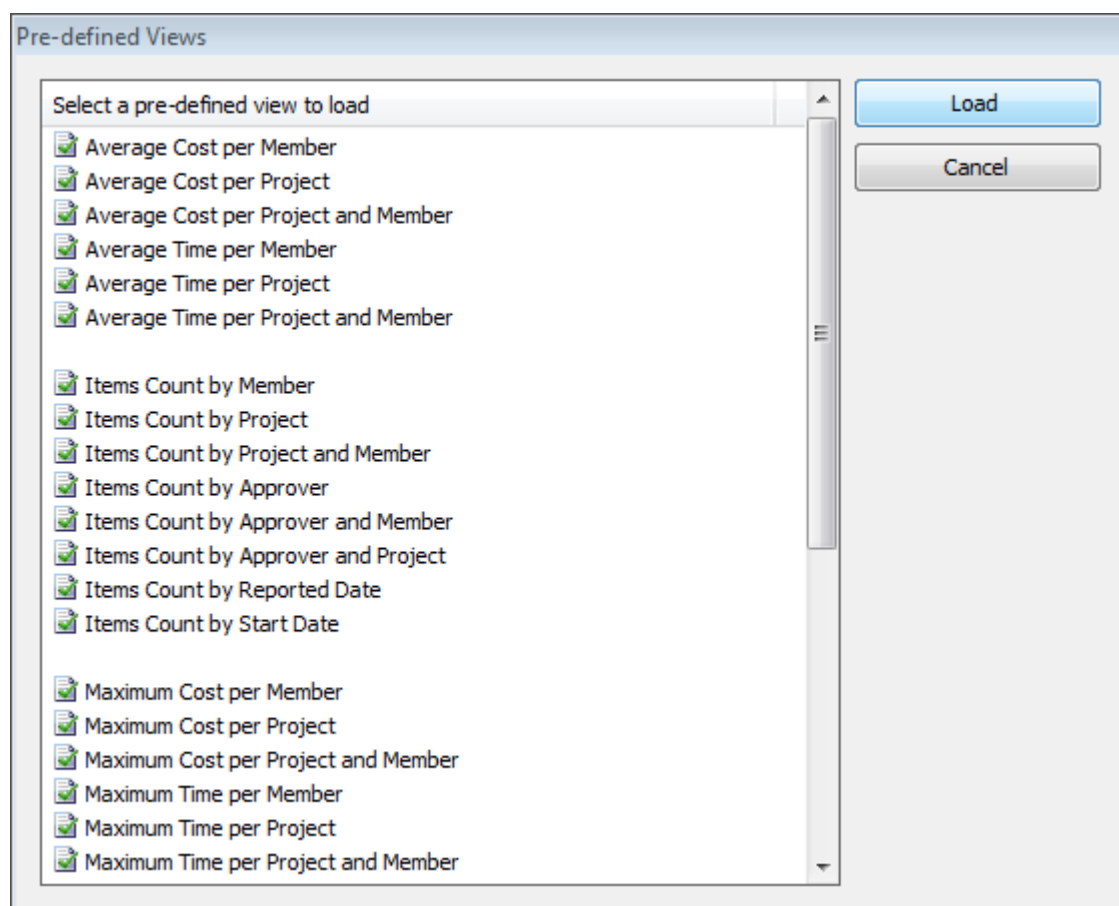 Pre-defined Views
Select a pre-defined view to load
Load
Cancel
Average Cost per Member
Average Cost per Project
Average Cost per Project and Member
Average Time per Member
Average Time per Project
Average Time per Project and Member
Items Count by Member
Items Count by Project
Items Count by Project and Member
Items Count by Approver
Items Count by Approver and Member
Items Count by Approver and Project
Items Count by Reported Date
Items Count by Start Date
Maximum Cost per Member
Maximum Cost per Project
Maximum Cost per Project and Member
Maximum Time per Member
Maximum Time per Project
Maximum Time per Project and Member